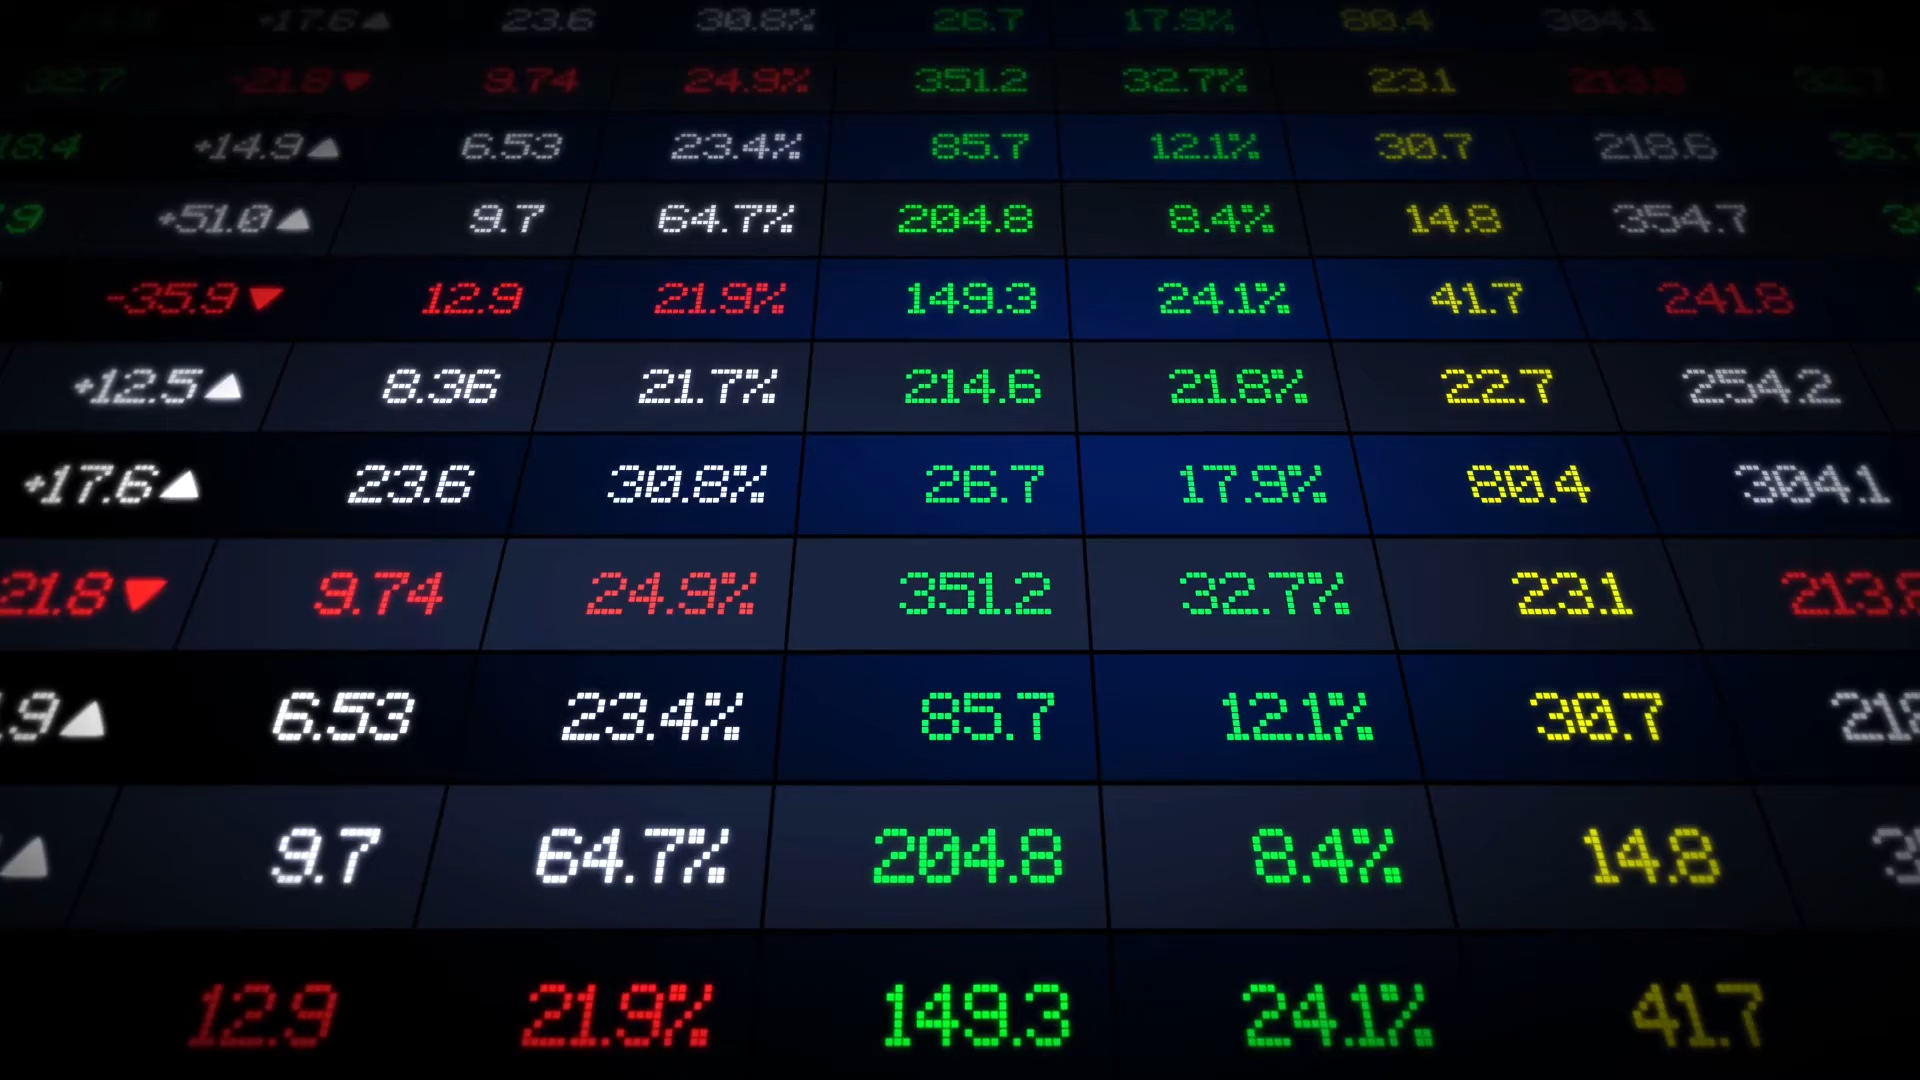 +17.6▲ 23.6 30.8% 26.7 17.9% 80.4 304.1
32.7 -21.8▼ 9.74 24.9% 351.2 32.7% 23.1 213.8 32.7
18.4 +14.9▲ 6.53 23.4% 85.7 12.1% 30.7 218.6
.9 +51.0▲ 9.7 64.7% 204.8 8.4% 14.8 354.7
-35.9▼ 12.9 21.9% 149.3 24.1% 41.7 241.8
+12.5▲ 8.36 21.7% 214.6 21.8% 22.7 254.2
+17.6▲ 23.6 30.8% 26.7 17.9% 80.4 304.1
21.8▼ 9.74 24.9% 351.2 32.7% 23.1 213.8
.9▲ 6.53 23.4% 85.7 12.1% 30.7 218
▲ 9.7 64.7% 204.8 8.4% 14.8 3
12.9 21.9% 149.3 24.1% 41.7